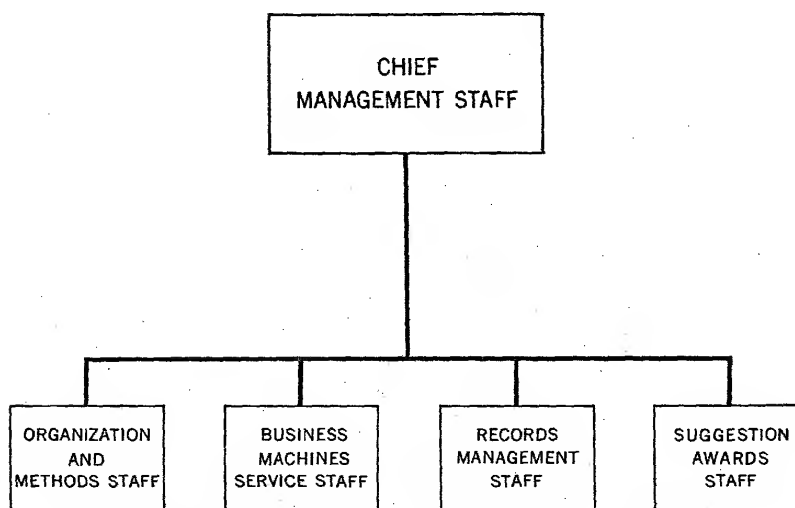 CHIEF
MANAGEMENT STAFF
ORGANIZATION
AND
METHODS STAFF
BUSINESS
MACHINES
SERVICE STAFF
RECORDS
MANAGEMENT
STAFF
SUGGESTION
AWARDS
STAFF